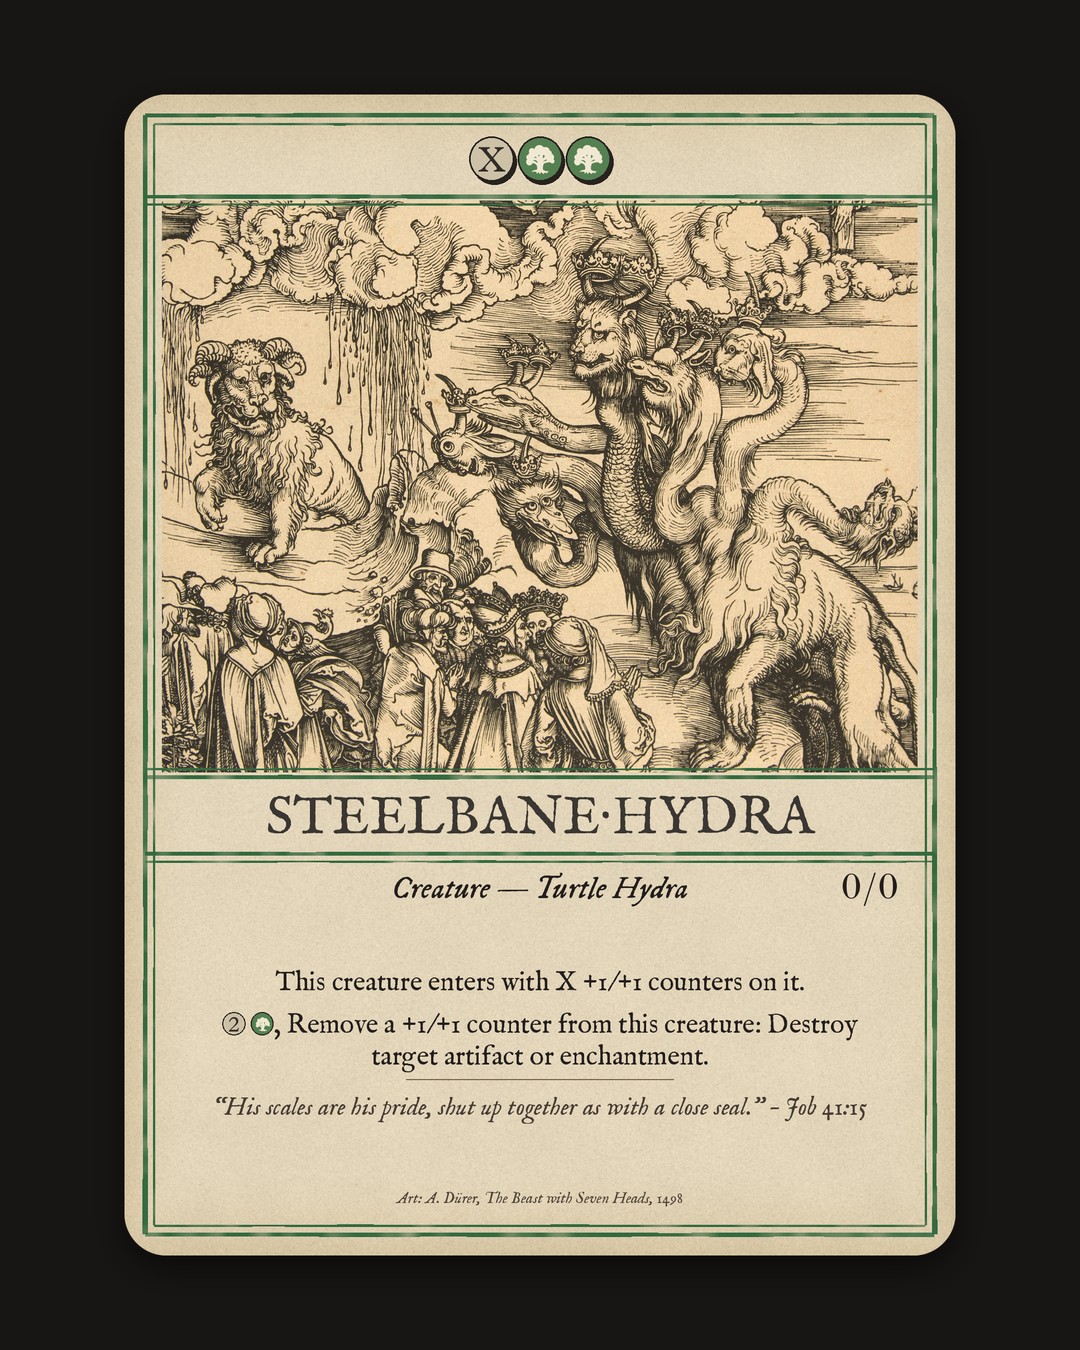 X
STEELBANE·HYDRA
Creature — Turtle Hydra
0/0
This creature enters with X +1/+1 counters on it.
2, Remove a +1/+1 counter from this creature: Destroy
target artifact or enchantment.
“His scales are his pride, shut up together as with a close seal.” - Job 41:15
Art: A. Dürer, The Beast with Seven Heads, 1498